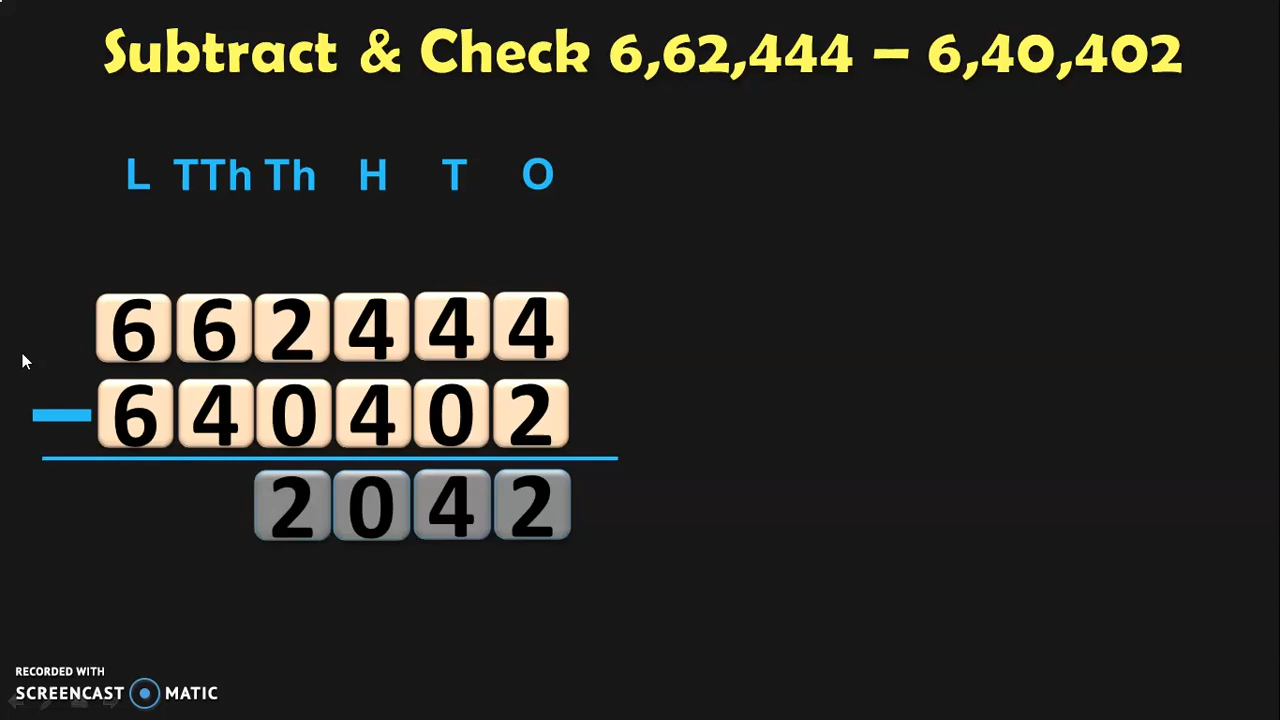 Subtract & Check 6,62,444 – 6,40,402
L TTh Th H T O
6 6 2 4 4 4
– 6 4 0 4 0 2
2 0 4 2
RECORDED WITH
SCREENCAST MATIC